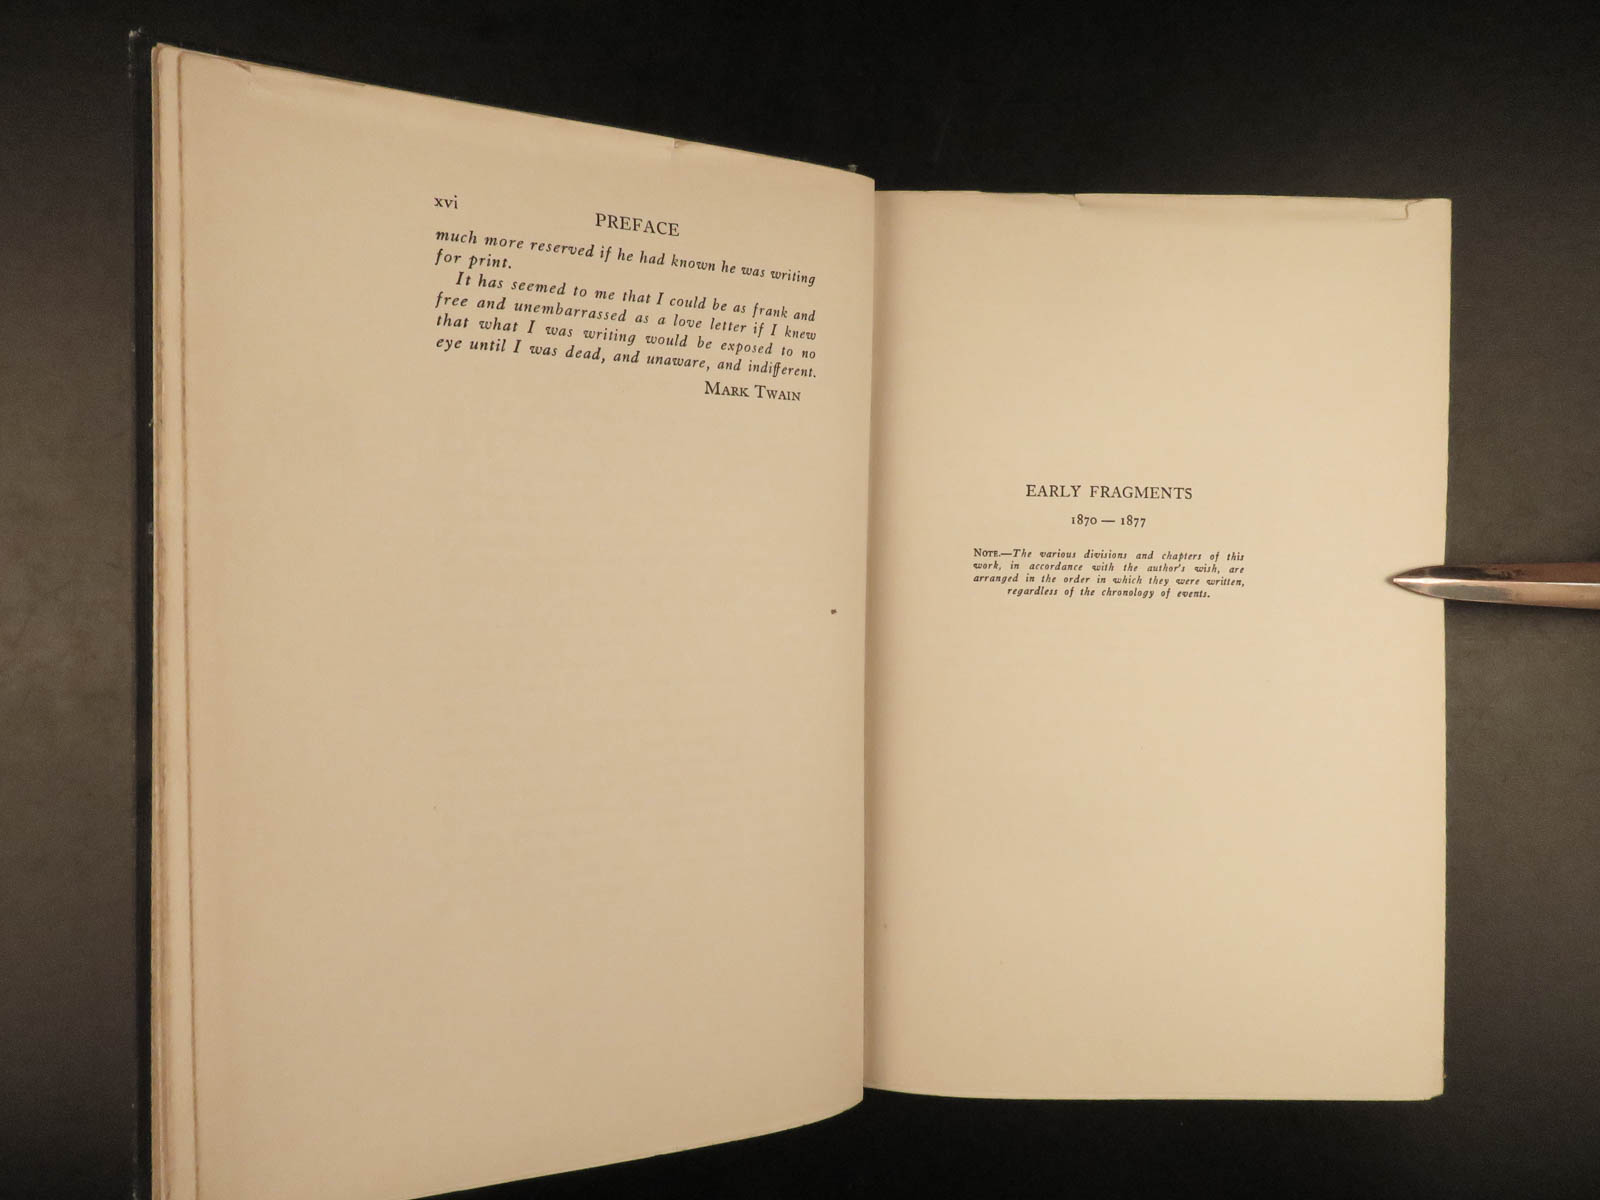 xvi
PREFACE
much more reserved if he had known he was writing
for print.
It has seemed to me that I could be as frank and
free and unembarrassed as a love letter if I knew
that what I was writing would be exposed to no
eye until I was dead, and unaware, and indifferent.
MARK TWAIN
EARLY FRAGMENTS
1870 — 1877
NOTE.—The various divisions and chapters of this
work, in accordance with the author's wish, are
arranged in the order in which they were written,
regardless of the chronology of events.